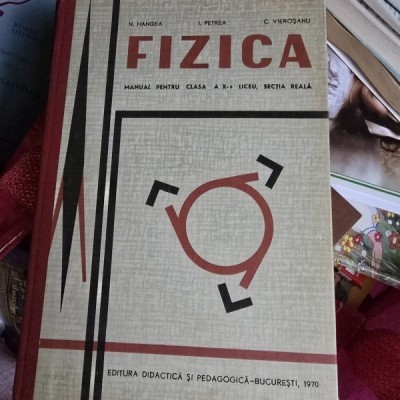 N. HANGEA I. PETREA C. VIEROȘANU
FIZICA
MANUAL PENTRU CLASA A X-a LICEU, SECȚIA REALĂ
EDITURA DIDACTICĂ ȘI PEDAGOGICĂ-BUCUREȘTI, 1970